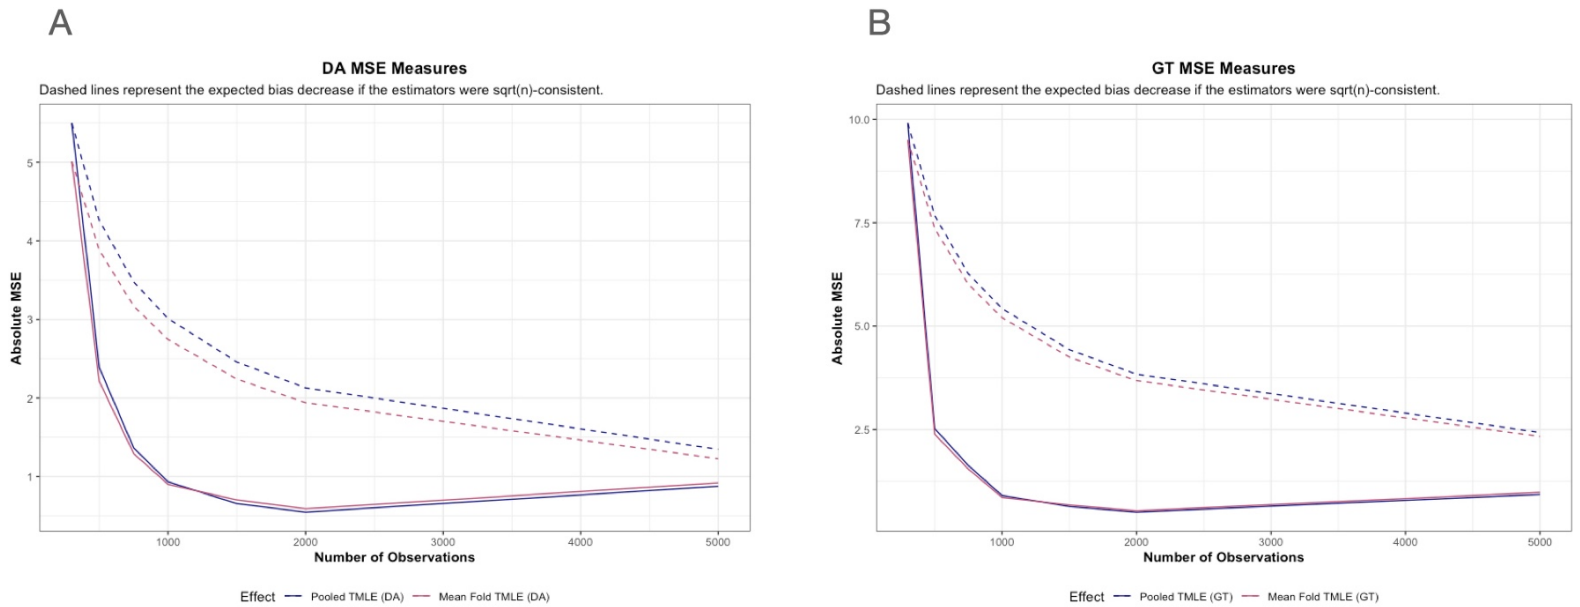 A
DA MSE Measures
Dashed lines represent the expected bias decrease if the estimators were sqrt(n)-consistent.
Absolute MSE
5
4
3
2
1
1000 2000 3000 4000 5000
Number of Observations
Effect Pooled TMLE (DA) Mean Fold TMLE (DA)
B
GT MSE Measures
Dashed lines represent the expected bias decrease if the estimators were sqrt(n)-consistent.
Absolute MSE
10.0
7.5
5.0
2.5
1000 2000 3000 4000 5000
Number of Observations
Effect Pooled TMLE (GT) Mean Fold TMLE (GT)